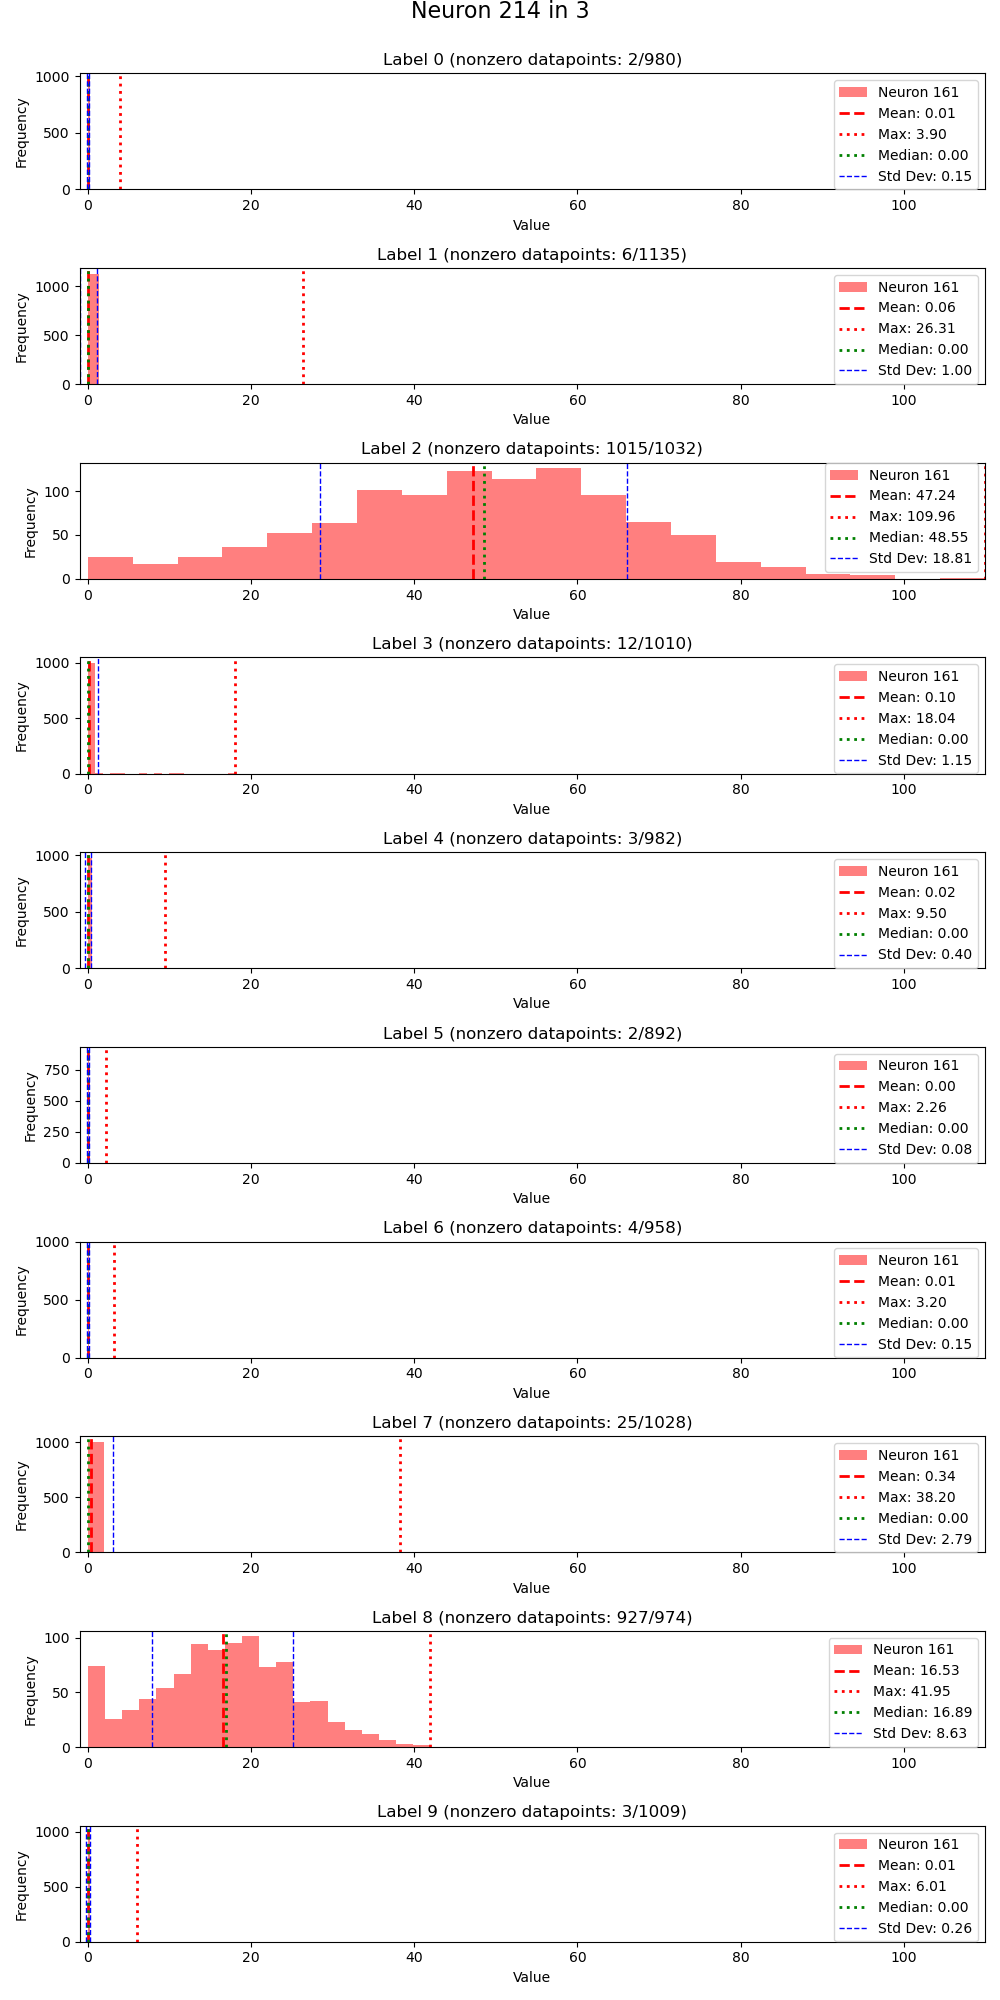 Neuron 214 in 3
Label 0 (nonzero datapoints: 2/980)
Frequency
1000
500
0
0 20 40 60 80 100
Value
Neuron 161
Mean: 0.01
Max: 3.90
Median: 0.00
Std Dev: 0.15
Label 1 (nonzero datapoints: 6/1135)
Frequency
1000
500
0
0 20 40 60 80 100
Value
Neuron 161
Mean: 0.06
Max: 26.31
Median: 0.00
Std Dev: 1.00
Label 2 (nonzero datapoints: 1015/1032)
Frequency
100
50
0
0 20 40 60 80 100
Value
Neuron 161
Mean: 47.24
Max: 109.96
Median: 48.55
Std Dev: 18.81
Label 3 (nonzero datapoints: 12/1010)
Frequency
1000
500
0
0 20 40 60 80 100
Value
Neuron 161
Mean: 0.10
Max: 18.04
Median: 0.00
Std Dev: 1.15
Label 4 (nonzero datapoints: 3/982)
Frequency
1000
500
0
0 20 40 60 80 100
Value
Neuron 161
Mean: 0.02
Max: 9.50
Median: 0.00
Std Dev: 0.40
Label 5 (nonzero datapoints: 2/892)
Frequency
750
500
250
0
0 20 40 60 80 100
Value
Neuron 161
Mean: 0.00
Max: 2.26
Median: 0.00
Std Dev: 0.08
Label 6 (nonzero datapoints: 4/958)
Frequency
1000
500
0
0 20 40 60 80 100
Value
Neuron 161
Mean: 0.01
Max: 3.20
Median: 0.00
Std Dev: 0.15
Label 7 (nonzero datapoints: 25/1028)
Frequency
1000
500
0
0 20 40 60 80 100
Value
Neuron 161
Mean: 0.34
Max: 38.20
Median: 0.00
Std Dev: 2.79
Label 8 (nonzero datapoints: 927/974)
Frequency
100
50
0
0 20 40 60 80 100
Value
Neuron 161
Mean: 16.53
Max: 41.95
Median: 16.89
Std Dev: 8.63
Label 9 (nonzero datapoints: 3/1009)
Frequency
1000
500
0
0 20 40 60 80 100
Value
Neuron 161
Mean: 0.01
Max: 6.01
Median: 0.00
Std Dev: 0.26